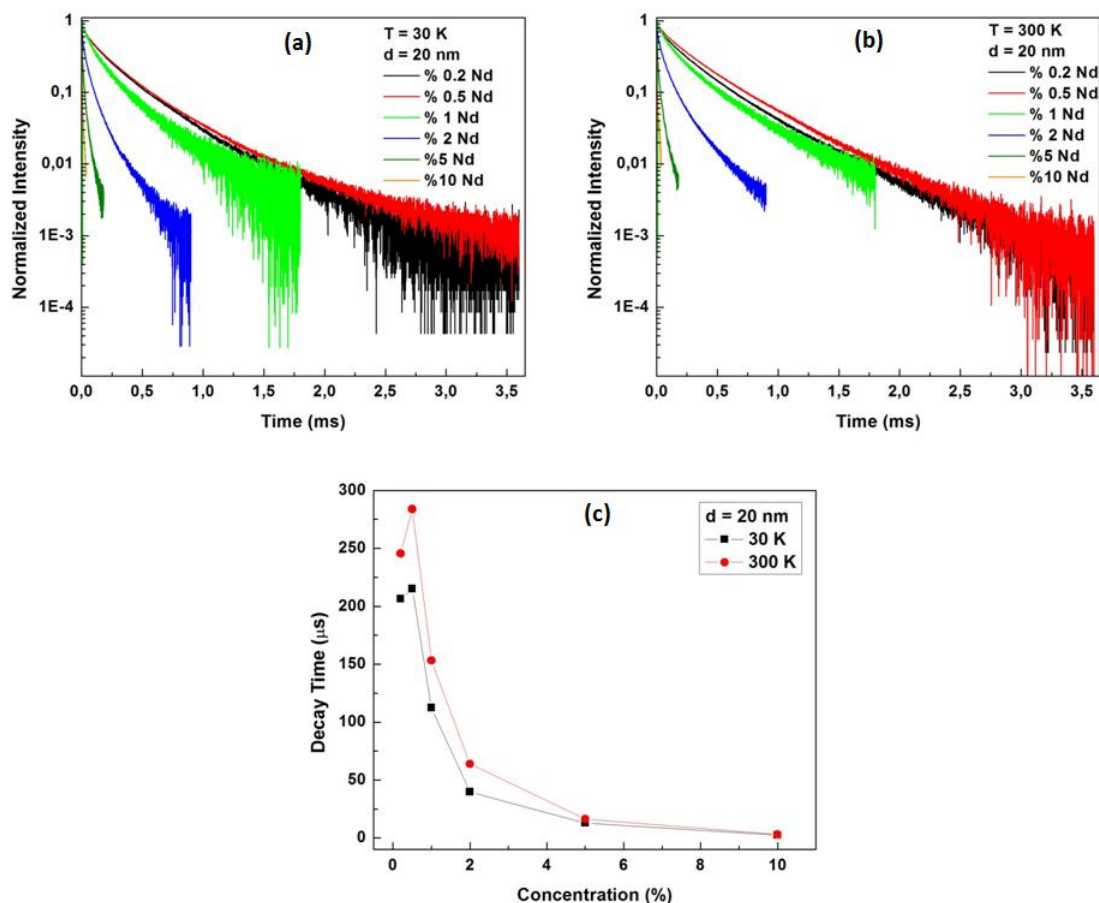 (a)
T = 30 K
d = 20 nm
% 0.2 Nd
% 0.5 Nd
% 1 Nd
% 2 Nd
%5 Nd
%10 Nd
1
0,1
0,01
1E-3
1E-4
Normalized Intensity
0,0 0,5 1,0 1,5 2,0 2,5 3,0 3,5
Time (ms)
(b)
T = 300 K
d = 20 nm
% 0.2 Nd
% 0.5 Nd
% 1 Nd
% 2 Nd
%5 Nd
%10 Nd
1
0,1
0,01
1E-3
1E-4
Normalized Intensity
0,0 0,5 1,0 1,5 2,0 2,5 3,0 3,5
Time (ms)
(c)
d = 20 nm
30 K
300 K
300
250
200
150
100
50
0
Decay Time (μs)
0 2 4 6 8 10
Concentration (%)